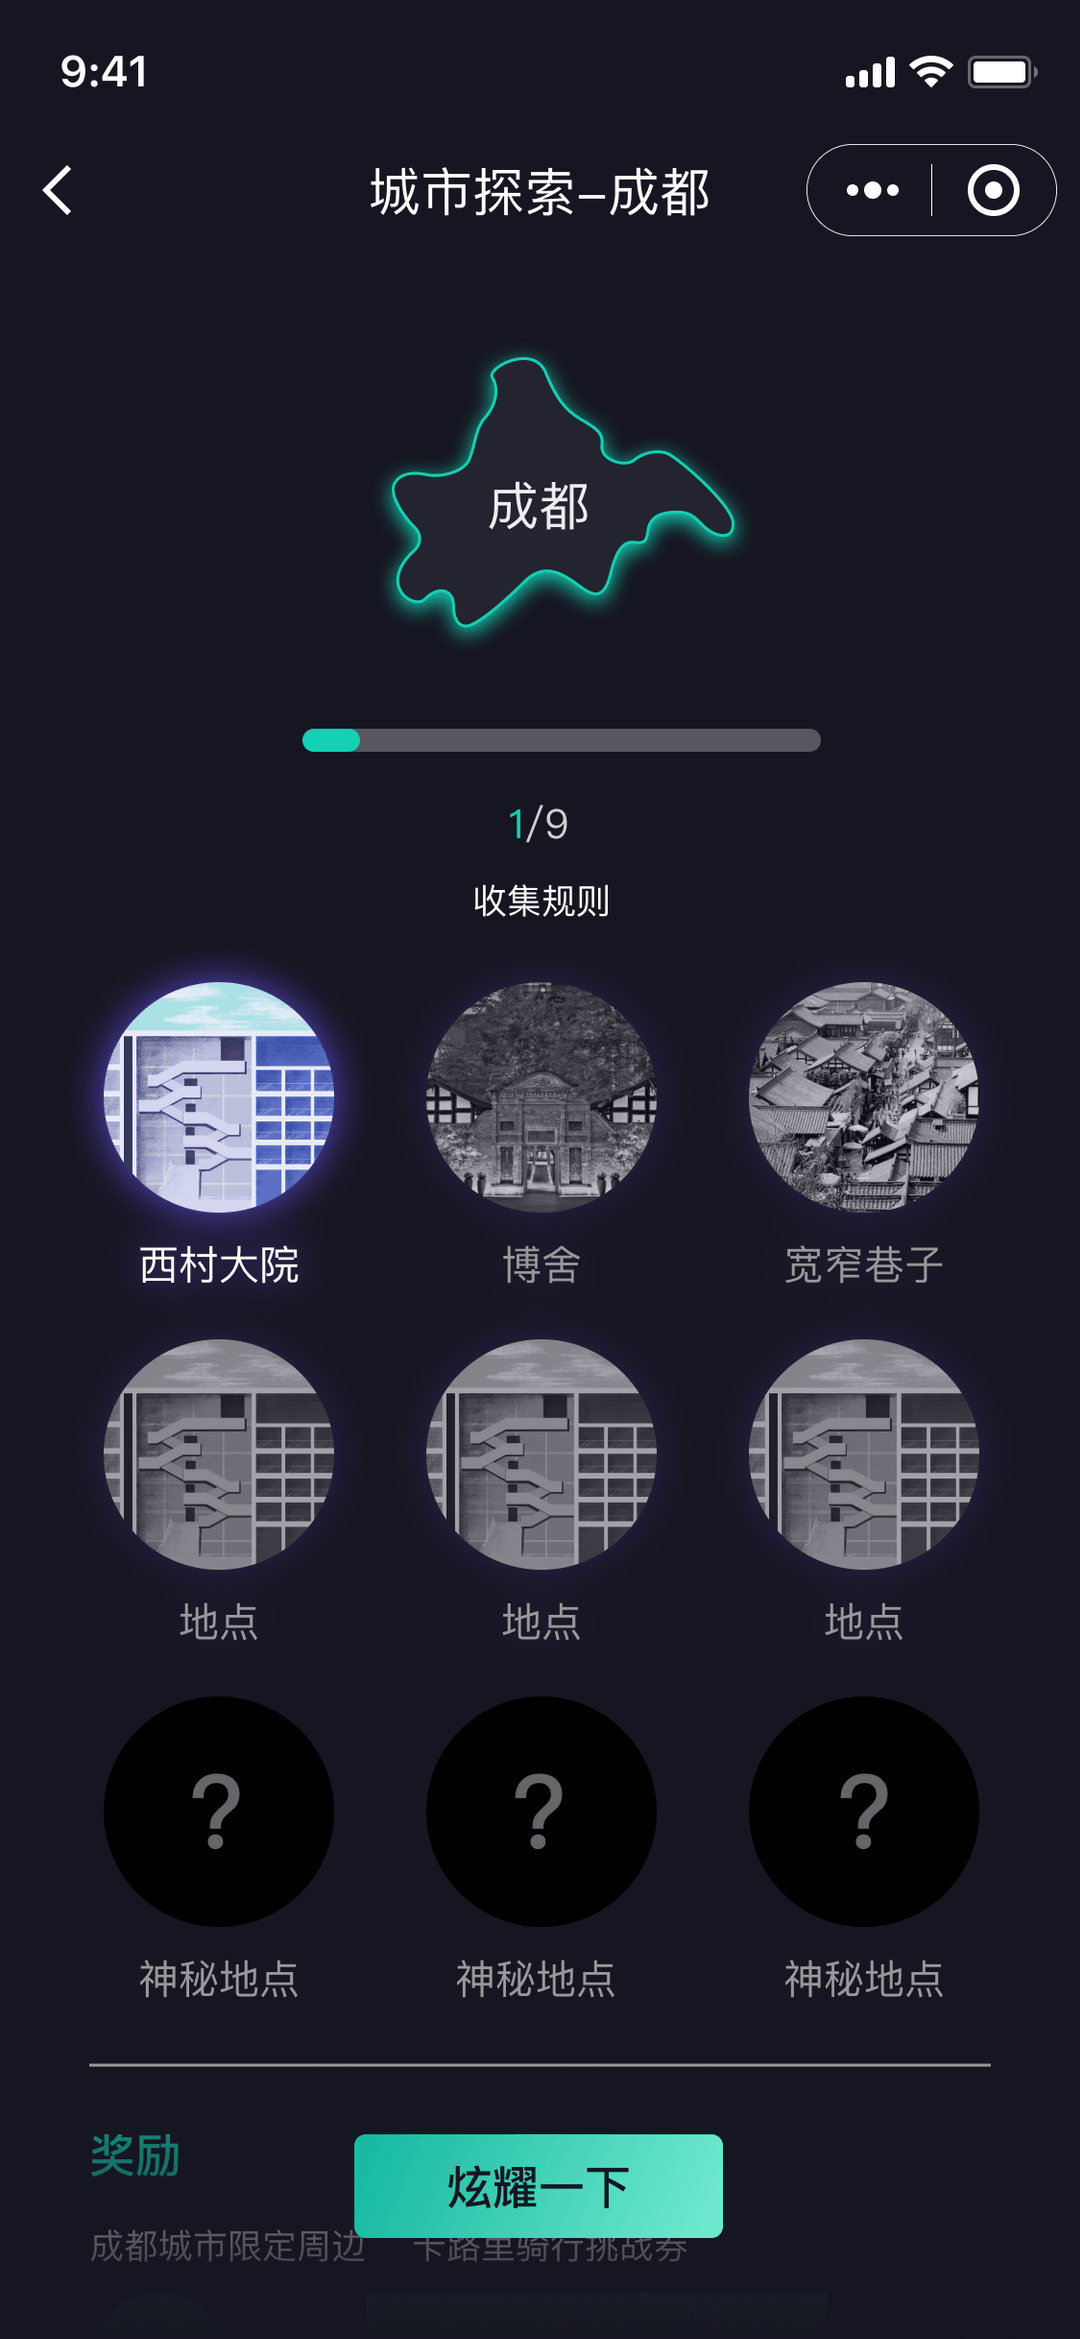 9:41
城市探索–成都
成都
1/9
收集规则
西村大院 博舍 宽窄巷子
地点 地点 地点
? ? ?
神秘地点 神秘地点 神秘地点
奖励
炫耀一下
成都城市限定周边 卡路里骑行挑战券